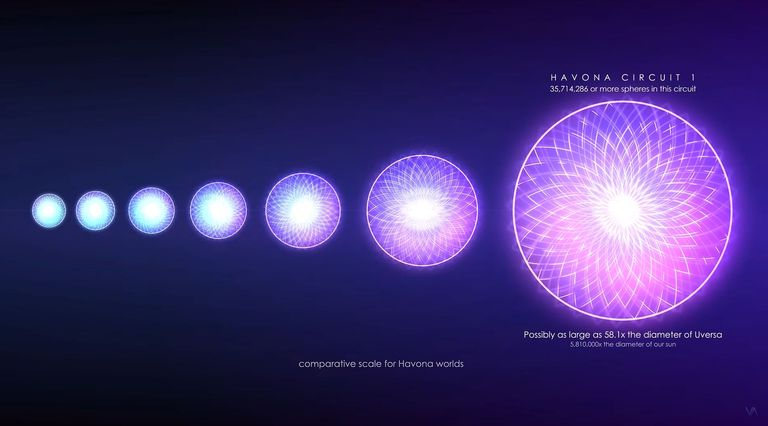 HAVONA CIRCUIT 1
35,714,286 or more spheres in this circuit
Possibly as large as 58.1x the diameter of Uversa
5,810,000x the diameter of our sun
comparative scale for Havona worlds